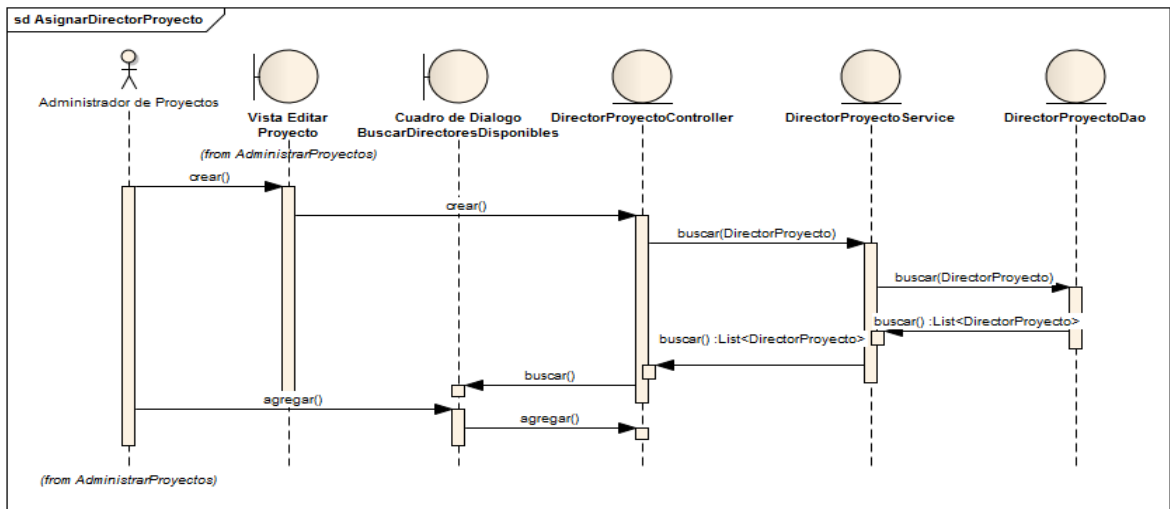 sd AsignarDirectorProyecto
Administrador de Proyectos
Vista Editar
Proyecto
(from AdministrarProyectos)
Cuadro de Dialogo
BuscarDirectoresDisponibles
DirectorProyectoController
DirectorProyectoService
DirectorProyectoDao
crear()
crear()
buscar(DirectorProyecto)
buscar(DirectorProyecto)
buscar() :List<DirectorProyecto>
buscar() :List<DirectorProyecto>
buscar()
agregar()
agregar()
(from AdministrarProyectos)